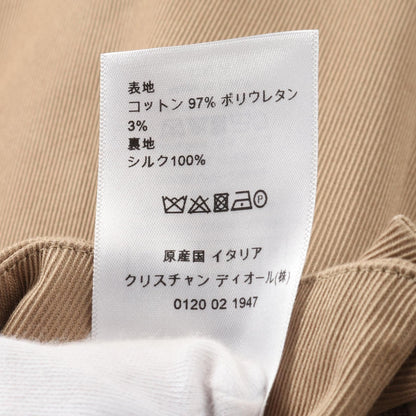 表地
コットン 97% ポリウレタン
3%
裏地
シルク100%
P
原産国 イタリア
クリスチャン ディオール(株)
0120 02 1947